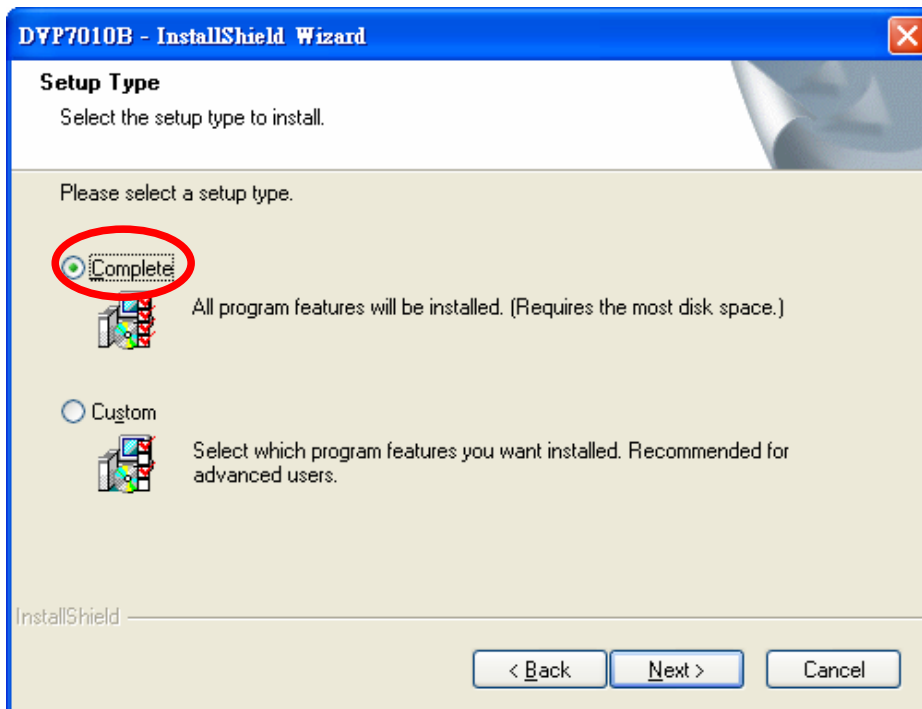 DVP7010B - InstallShield Wizard
Setup Type
Select the setup type to install.
Please select a setup type.
Complete
All program features will be installed. (Requires the most disk space.)
Custom
Select which program features you want installed. Recommended for
advanced users.
InstallShield
< Back
Next >
Cancel